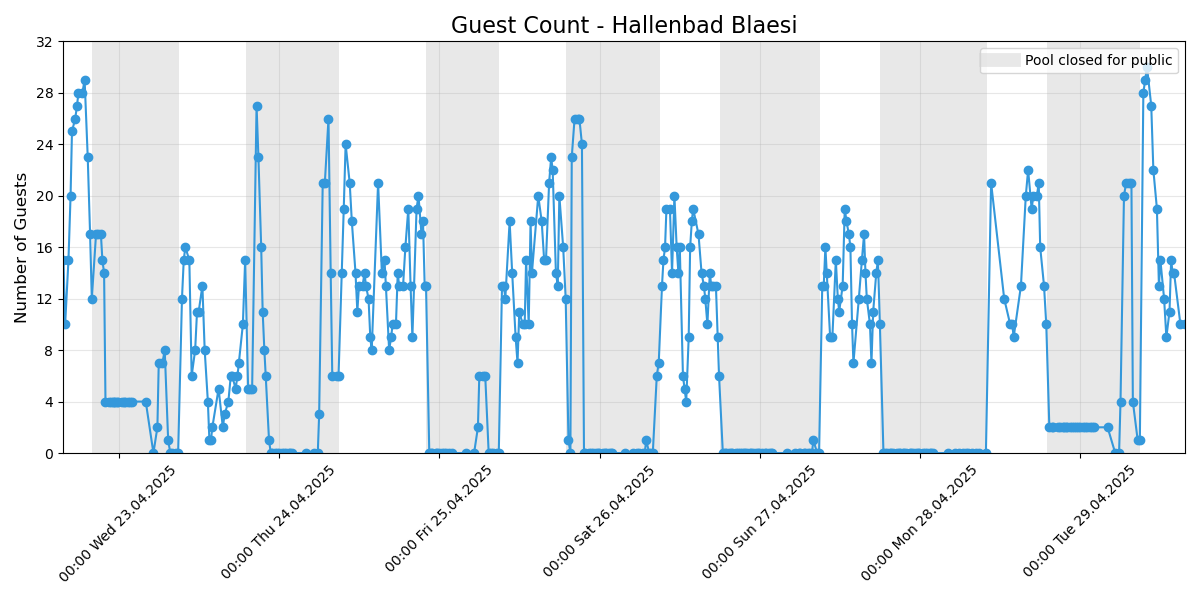 Guest Count - Hallenbad Blaesi
Pool closed for public
Number of Guests
32
28
24
20
16
12
8
4
0
00:00 Wed 23.04.2025
00:00 Thu 24.04.2025
00:00 Fri 25.04.2025
00:00 Sat 26.04.2025
00:00 Sun 27.04.2025
00:00 Mon 28.04.2025
00:00 Tue 29.04.2025